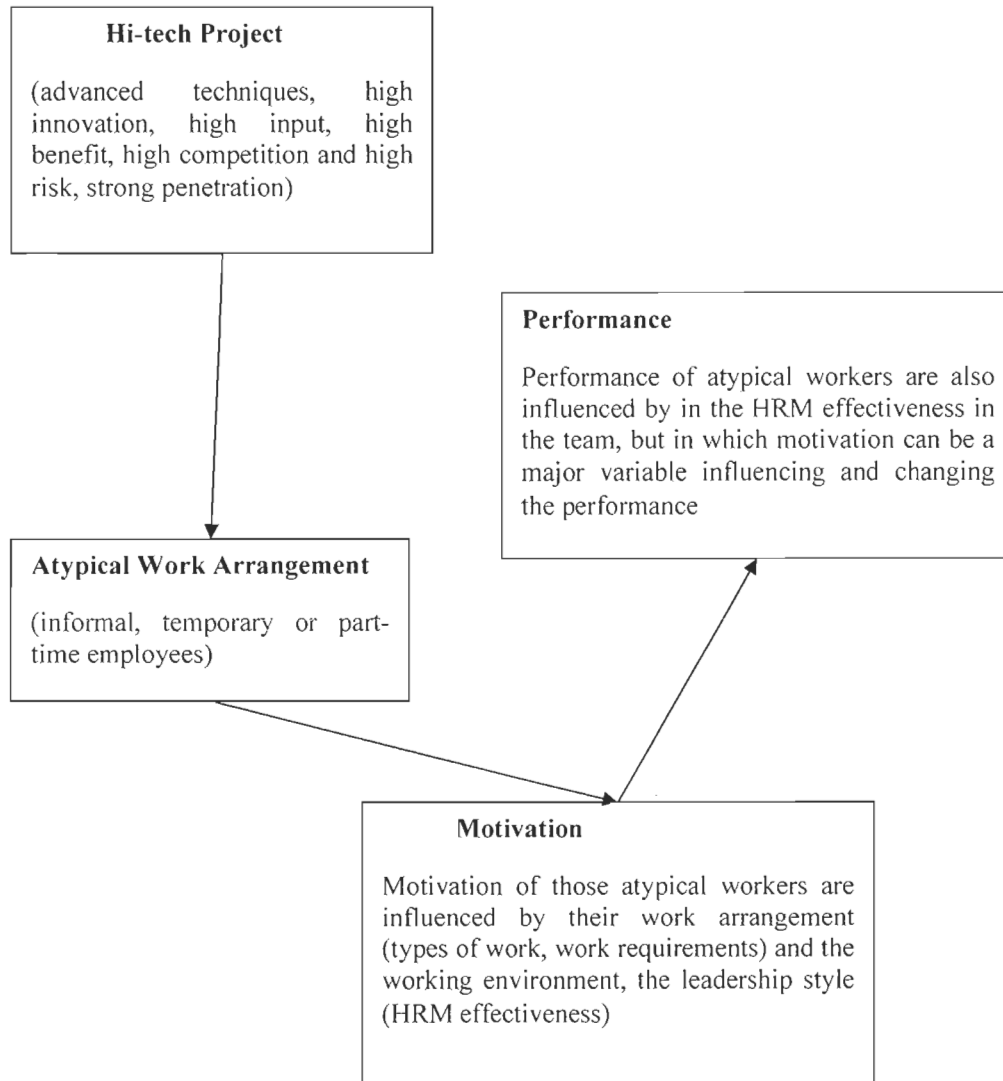 Hi-tech Project
(advanced techniques, high
innovation, high input, high
benefit, high competition and high
risk, strong penetration)
Performance
Performance of atypical workers are also
influenced by in the HRM effectiveness in
the team, but in which motivation can be a
major variable influencing and changing
the performance
Atypical Work Arrangement
(informal, temporary or part-
time employees)
Motivation
Motivation of those atypical workers are
influenced by their work arrangement
(types of work, work requirements) and the
working environment, the leadership style
(HRM effectiveness)